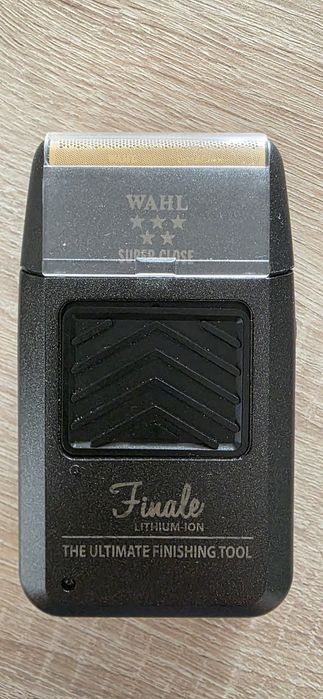 WAHL
SUPER CLOSE
Finale
LITHIUM-ION
THE ULTIMATE FINISHING TOOL